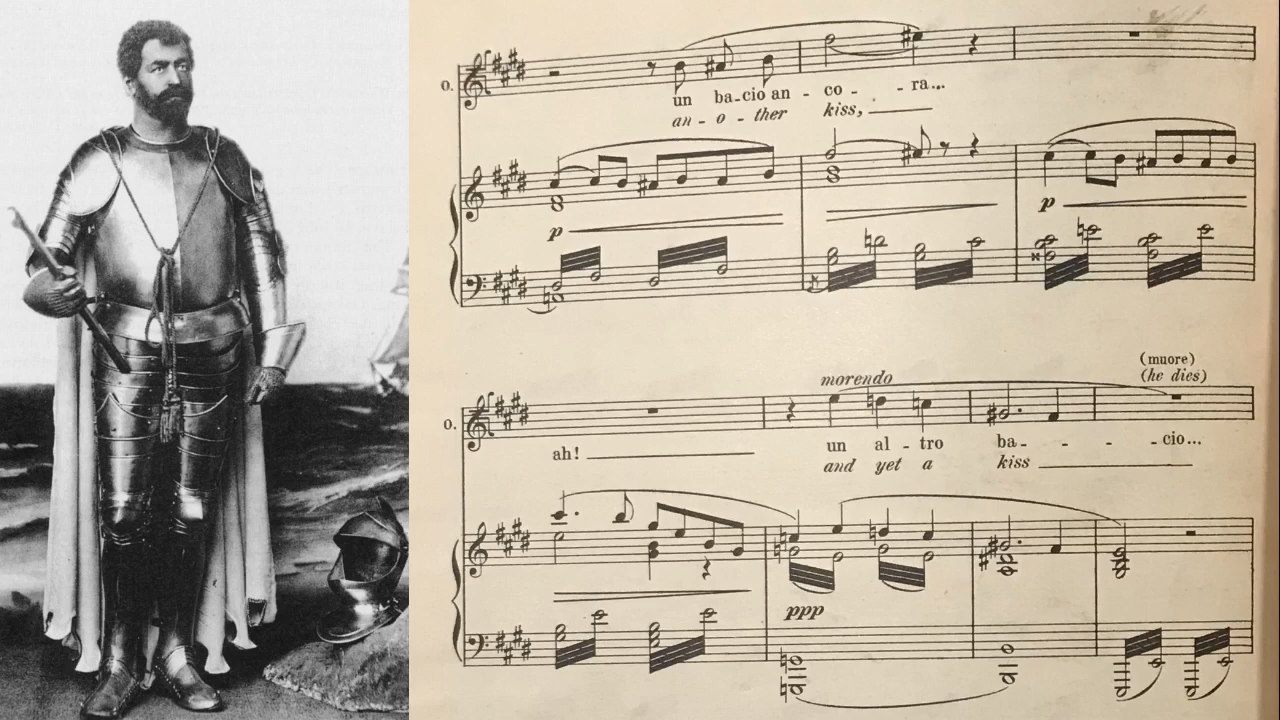 O.
un ba-cio an - co - - ra...
an - o - ther kiss,
p
p
(muore)
morendo (he dies)
O.
ah! un al - tro ba - - - - cio...
and yet a kiss
ppp